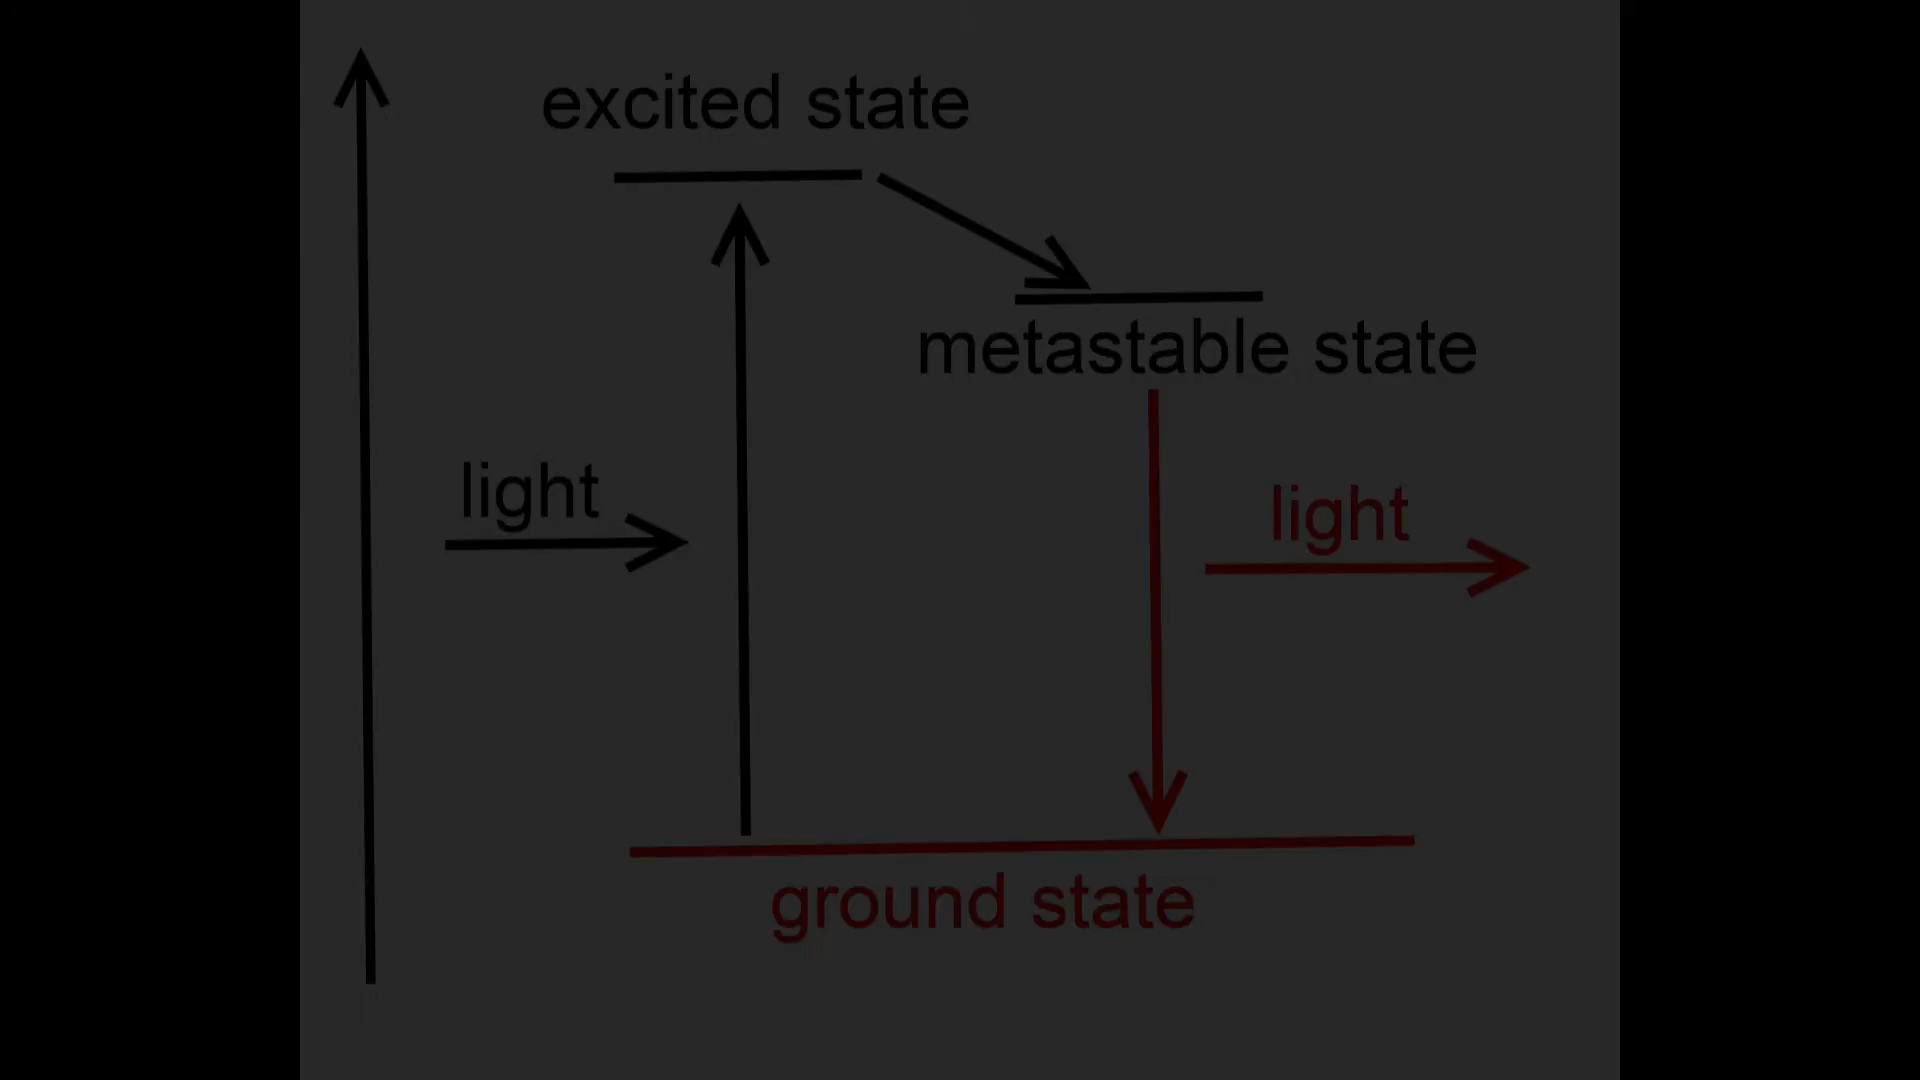 excited state
metastable state
light
light
ground state